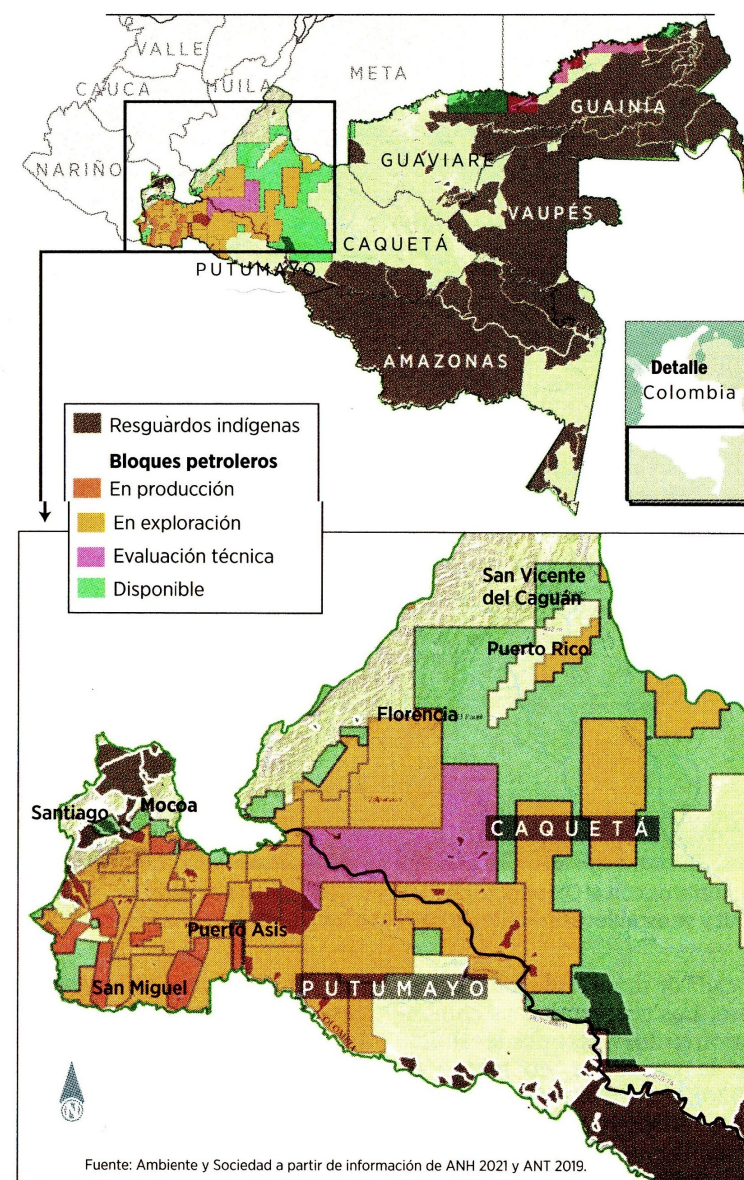 VALLE
CAUCA
HUILA
META
NARIÑO
GUAINÍA
GUAVIARE
VAUPÉS
CAQUETÁ
PUTUMAYO
AMAZONAS
Detalle
Colombia
Resguardos indígenas
Bloques petroleros
En producción
En exploración
Evaluación técnica
Disponible
San Vicente
del Caguán
Puerto Rico
Florencia
Santiago
Mocoa
CAQUETÁ
Puerto Asís
San Miguel
PUTUMAYO
COLOMBIA
N
Fuente: Ambiente y Sociedad a partir de información de ANH 2021 y ANT 2019.